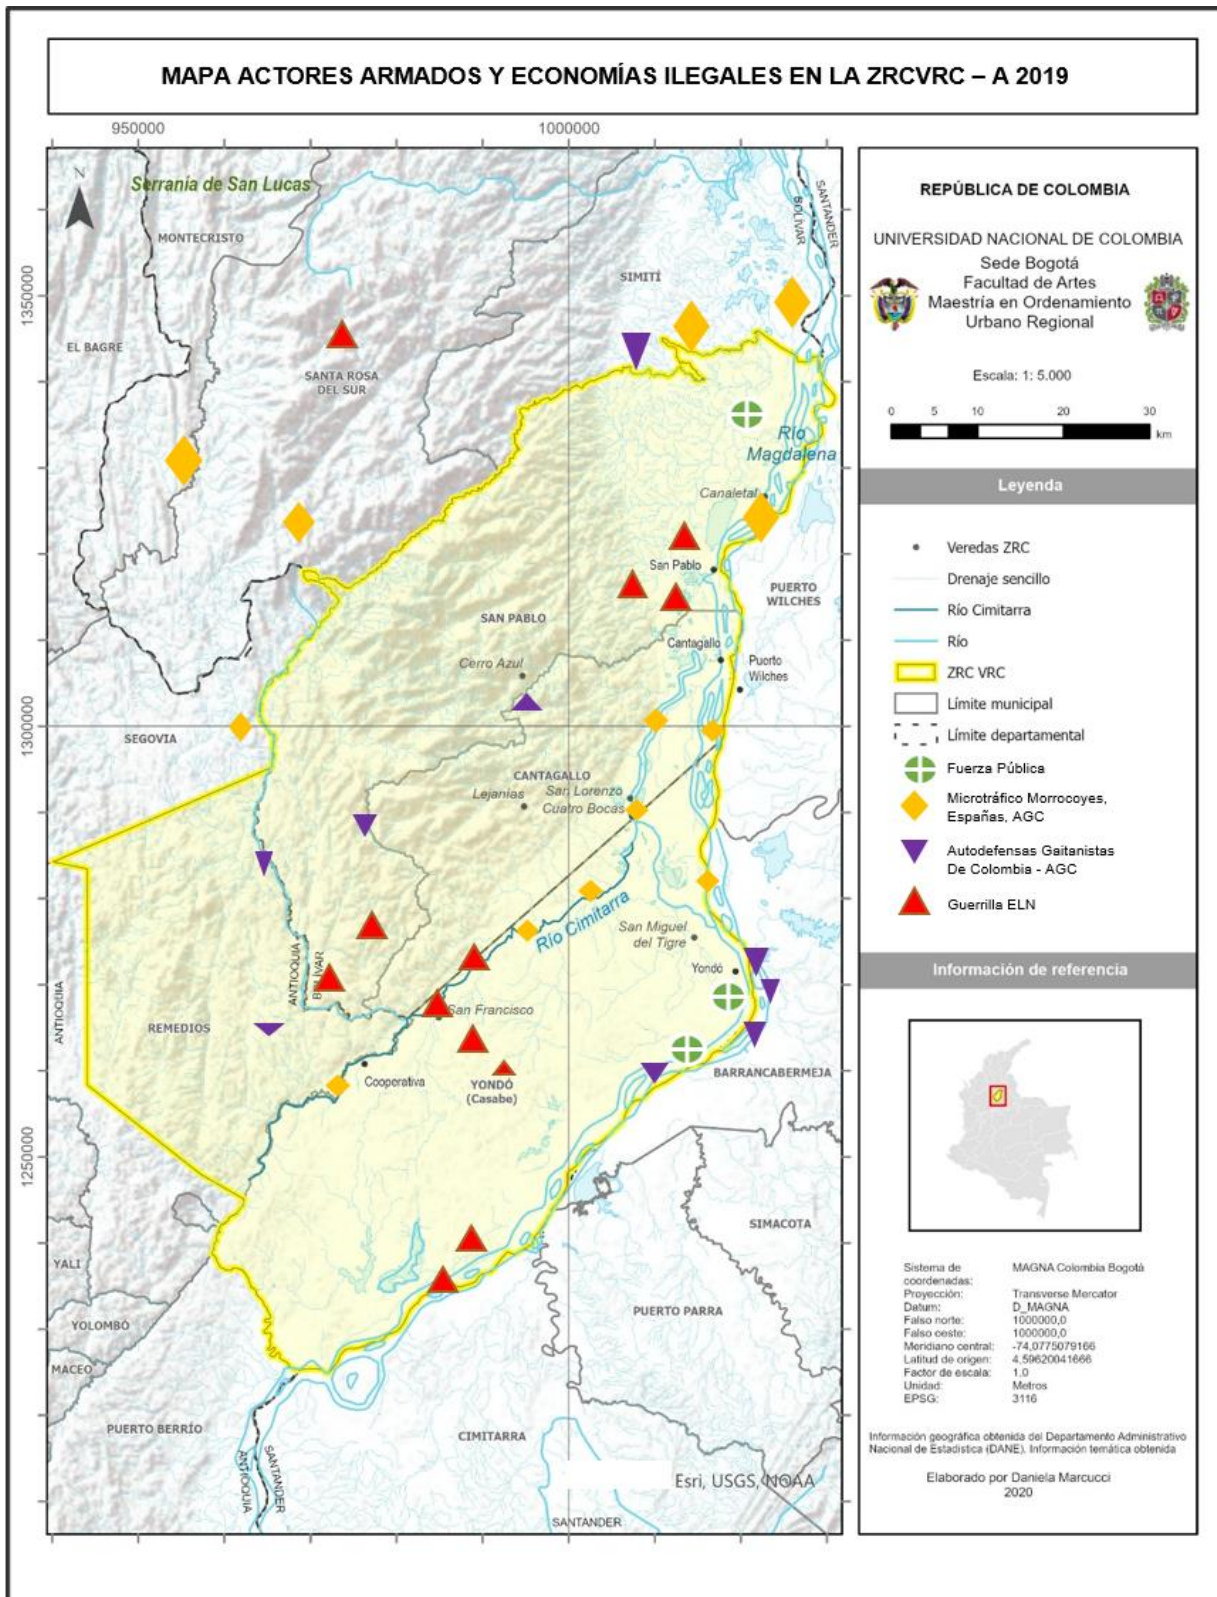 MAPA ACTORES ARMADOS Y ECONOMÍAS ILEGALES EN LA ZRCVRC – A 2019
950000
1000000
1350000
1300000
1250000
N
Serranía de San Lucas
MONTECRISTO
SIMITÍ
BOLÍVAR
SANTANDER
EL BAGRE
SANTA ROSA
DEL SUR
Río
Magdalena
Canaletal
San Pablo
PUERTO
WILCHES
SAN PABLO
Cantagallo
Puerto
Wilches
Cerro Azul
SEGOVIA
CANTAGALLO
Lejanías
San Lorenzo
Cuatro Bocas
Río Cimitarra
San Miguel
del Tigre
Yondó
ANTIOQUIA
BOLÍVAR
ANTIOQUIA
REMEDIOS
San Francisco
Cooperativa
YONDÓ
(Casabe)
BARRANCABERMEJA
SIMACOTA
YALI
YOLOMBÓ
MACEO
PUERTO PARRA
PUERTO BERRÍO
CIMITARRA
ANTIOQUIA
SANTANDER
Esri, USGS, NOAA
SANTANDER
REPÚBLICA DE COLOMBIA
UNIVERSIDAD NACIONAL DE COLOMBIA
Sede Bogotá
Facultad de Artes
Maestría en Ordenamiento
Urbano Regional
Escala: 1: 5.000
0 5 10 20 30
km
Leyenda
Veredas ZRC
Drenaje sencillo
Río Cimitarra
Río
ZRC VRC
Límite municipal
Límite departamental
Fuerza Pública
Microtráfico Morrocoyes,
Españas, AGC
Autodefensas Gaitanistas
De Colombia - AGC
Guerrilla ELN
Información de referencia
Sistema de coordenadas: MAGNA Colombia Bogotá
Proyección: Transverse Mercator
Datum: D_MAGNA
Falso norte: 1000000,0
Falso oeste: 1000000,0
Meridiano central: -74,0775079166
Latitud de origen: 4,59620041666
Factor de escala: 1,0
Unidad: Metros
EPSG: 3116
Información geográfica obtenida del Departamento Administrativo
Nacional de Estadística (DANE). Información temática obtenida
Elaborado por Daniela Marcucci
2020